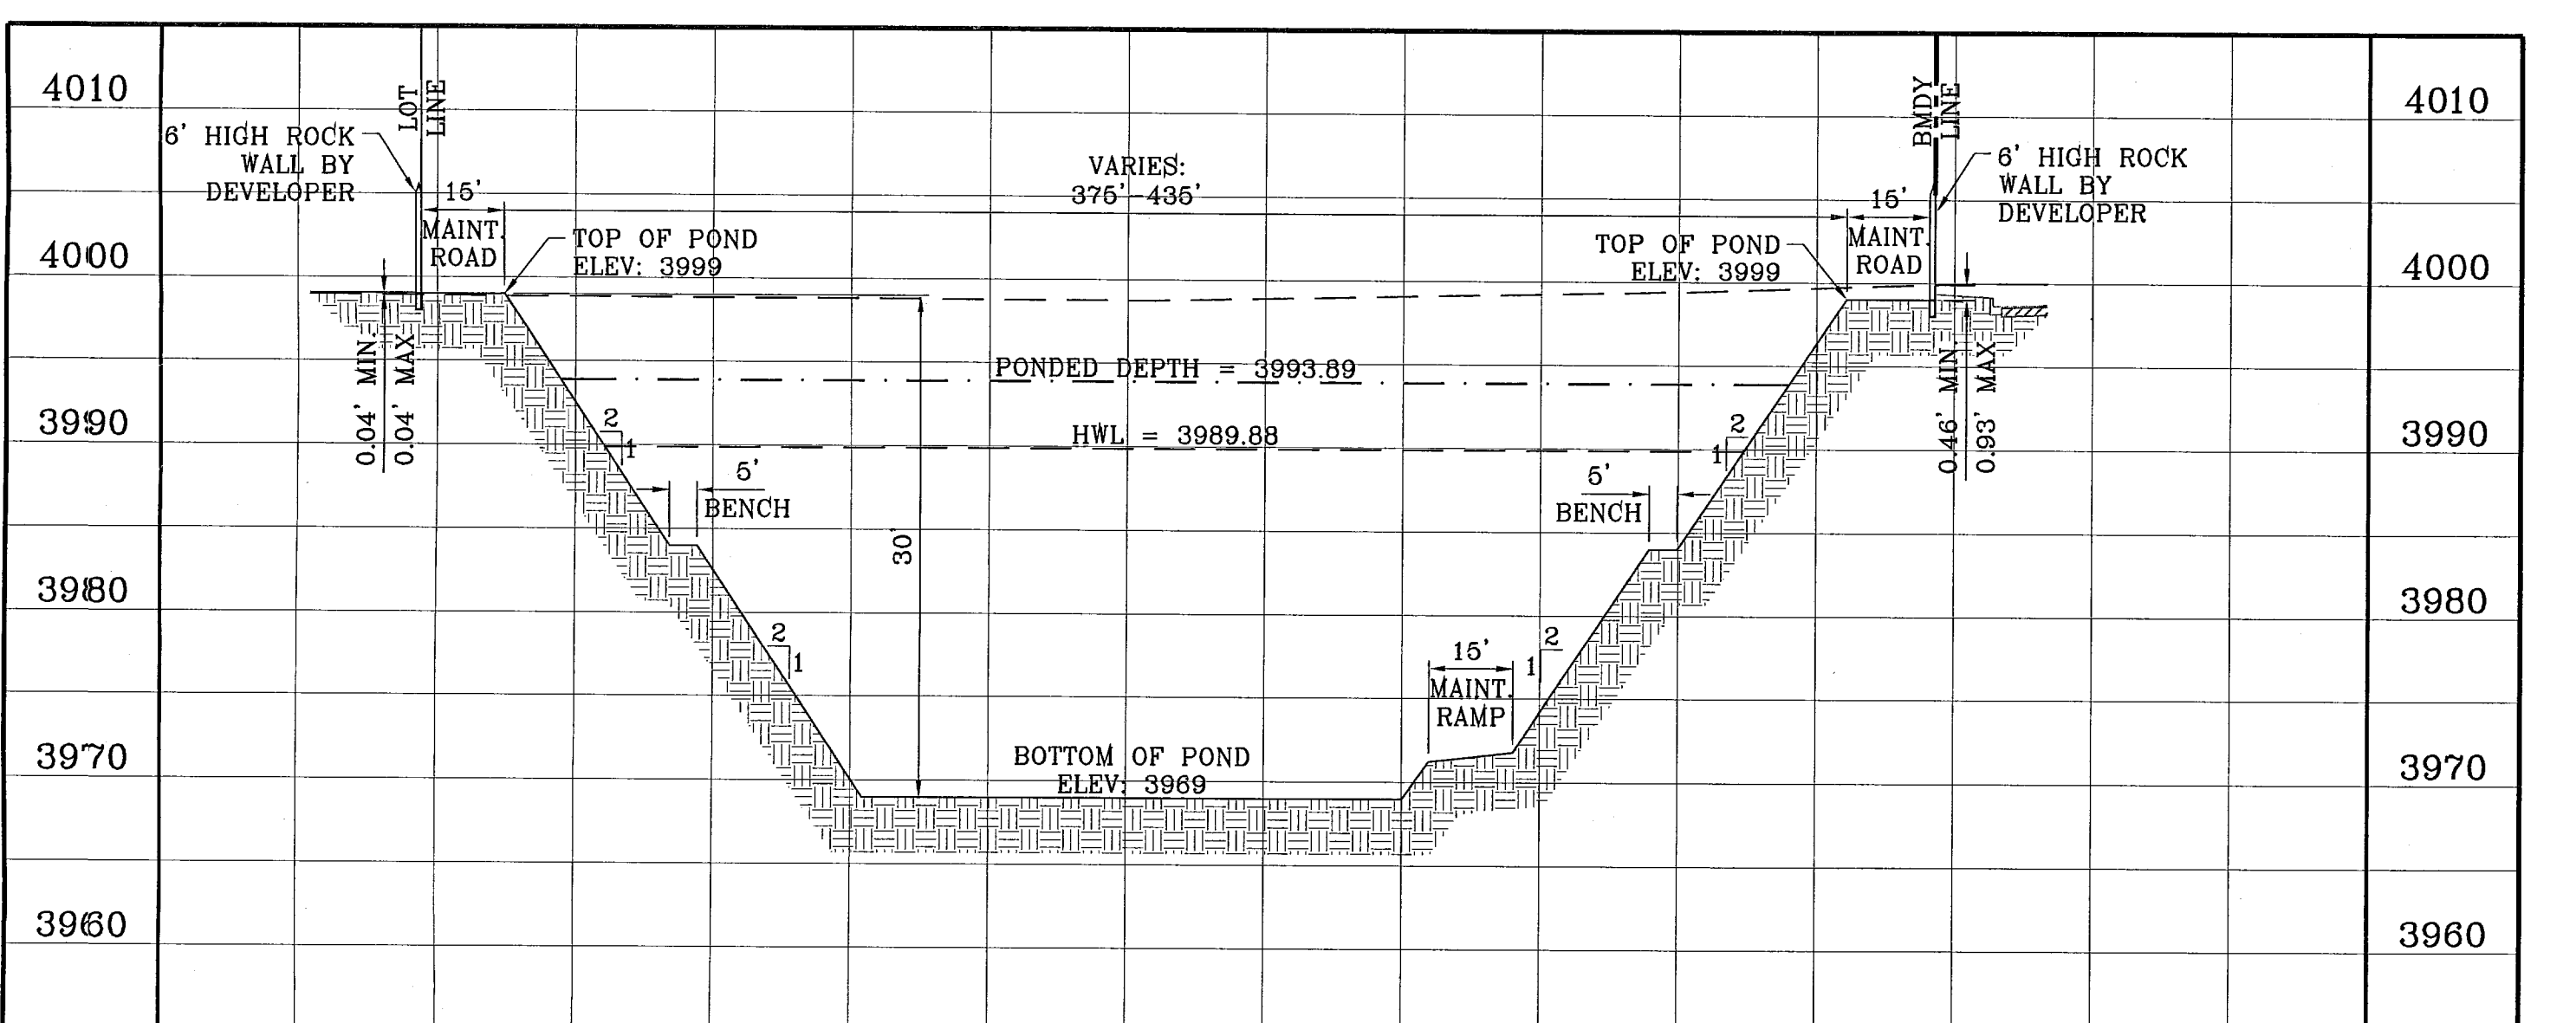 4010
LOT
LINE
BMDY
LINE
4010
6' HIGH ROCK
WALL BY
DEVELOPER
15'
MAINT.
ROAD
VARIES:
375'-435'
15'
MAINT.
ROAD
6' HIGH ROCK
WALL BY
DEVELOPER
4000
TOP OF POND
ELEV: 3999
TOP OF POND
ELEV: 3999
4000
0.04' MIN.
0.04' MAX
PONDED DEPTH = 3993.89
0.46' MIN.
0.93' MAX
3990
2
1
HWL = 3989.88
2
1
3990
5'
BENCH
5'
BENCH
30'
3980
3980
2
1
15'
MAINT.
RAMP
2
1
3970
BOTTOM OF POND
ELEV: 3969
3970
3960
3960